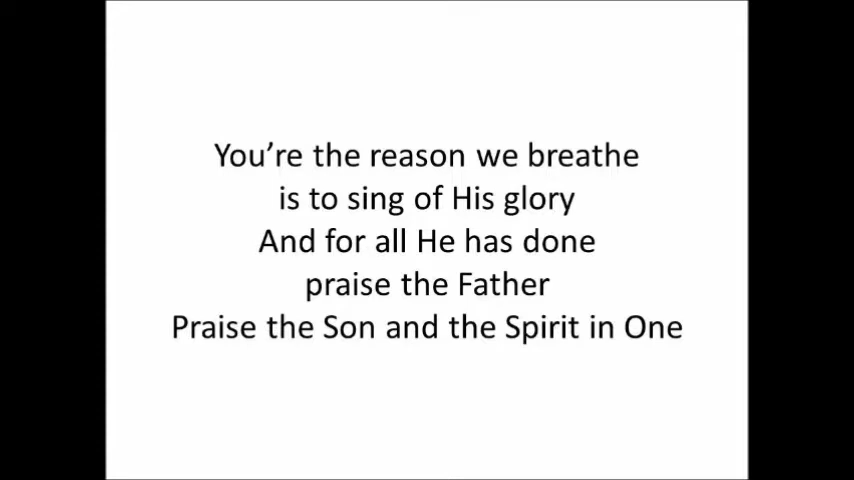 You’re the reason we breathe
is to sing of His glory
And for all He has done
praise the Father
Praise the Son and the Spirit in One